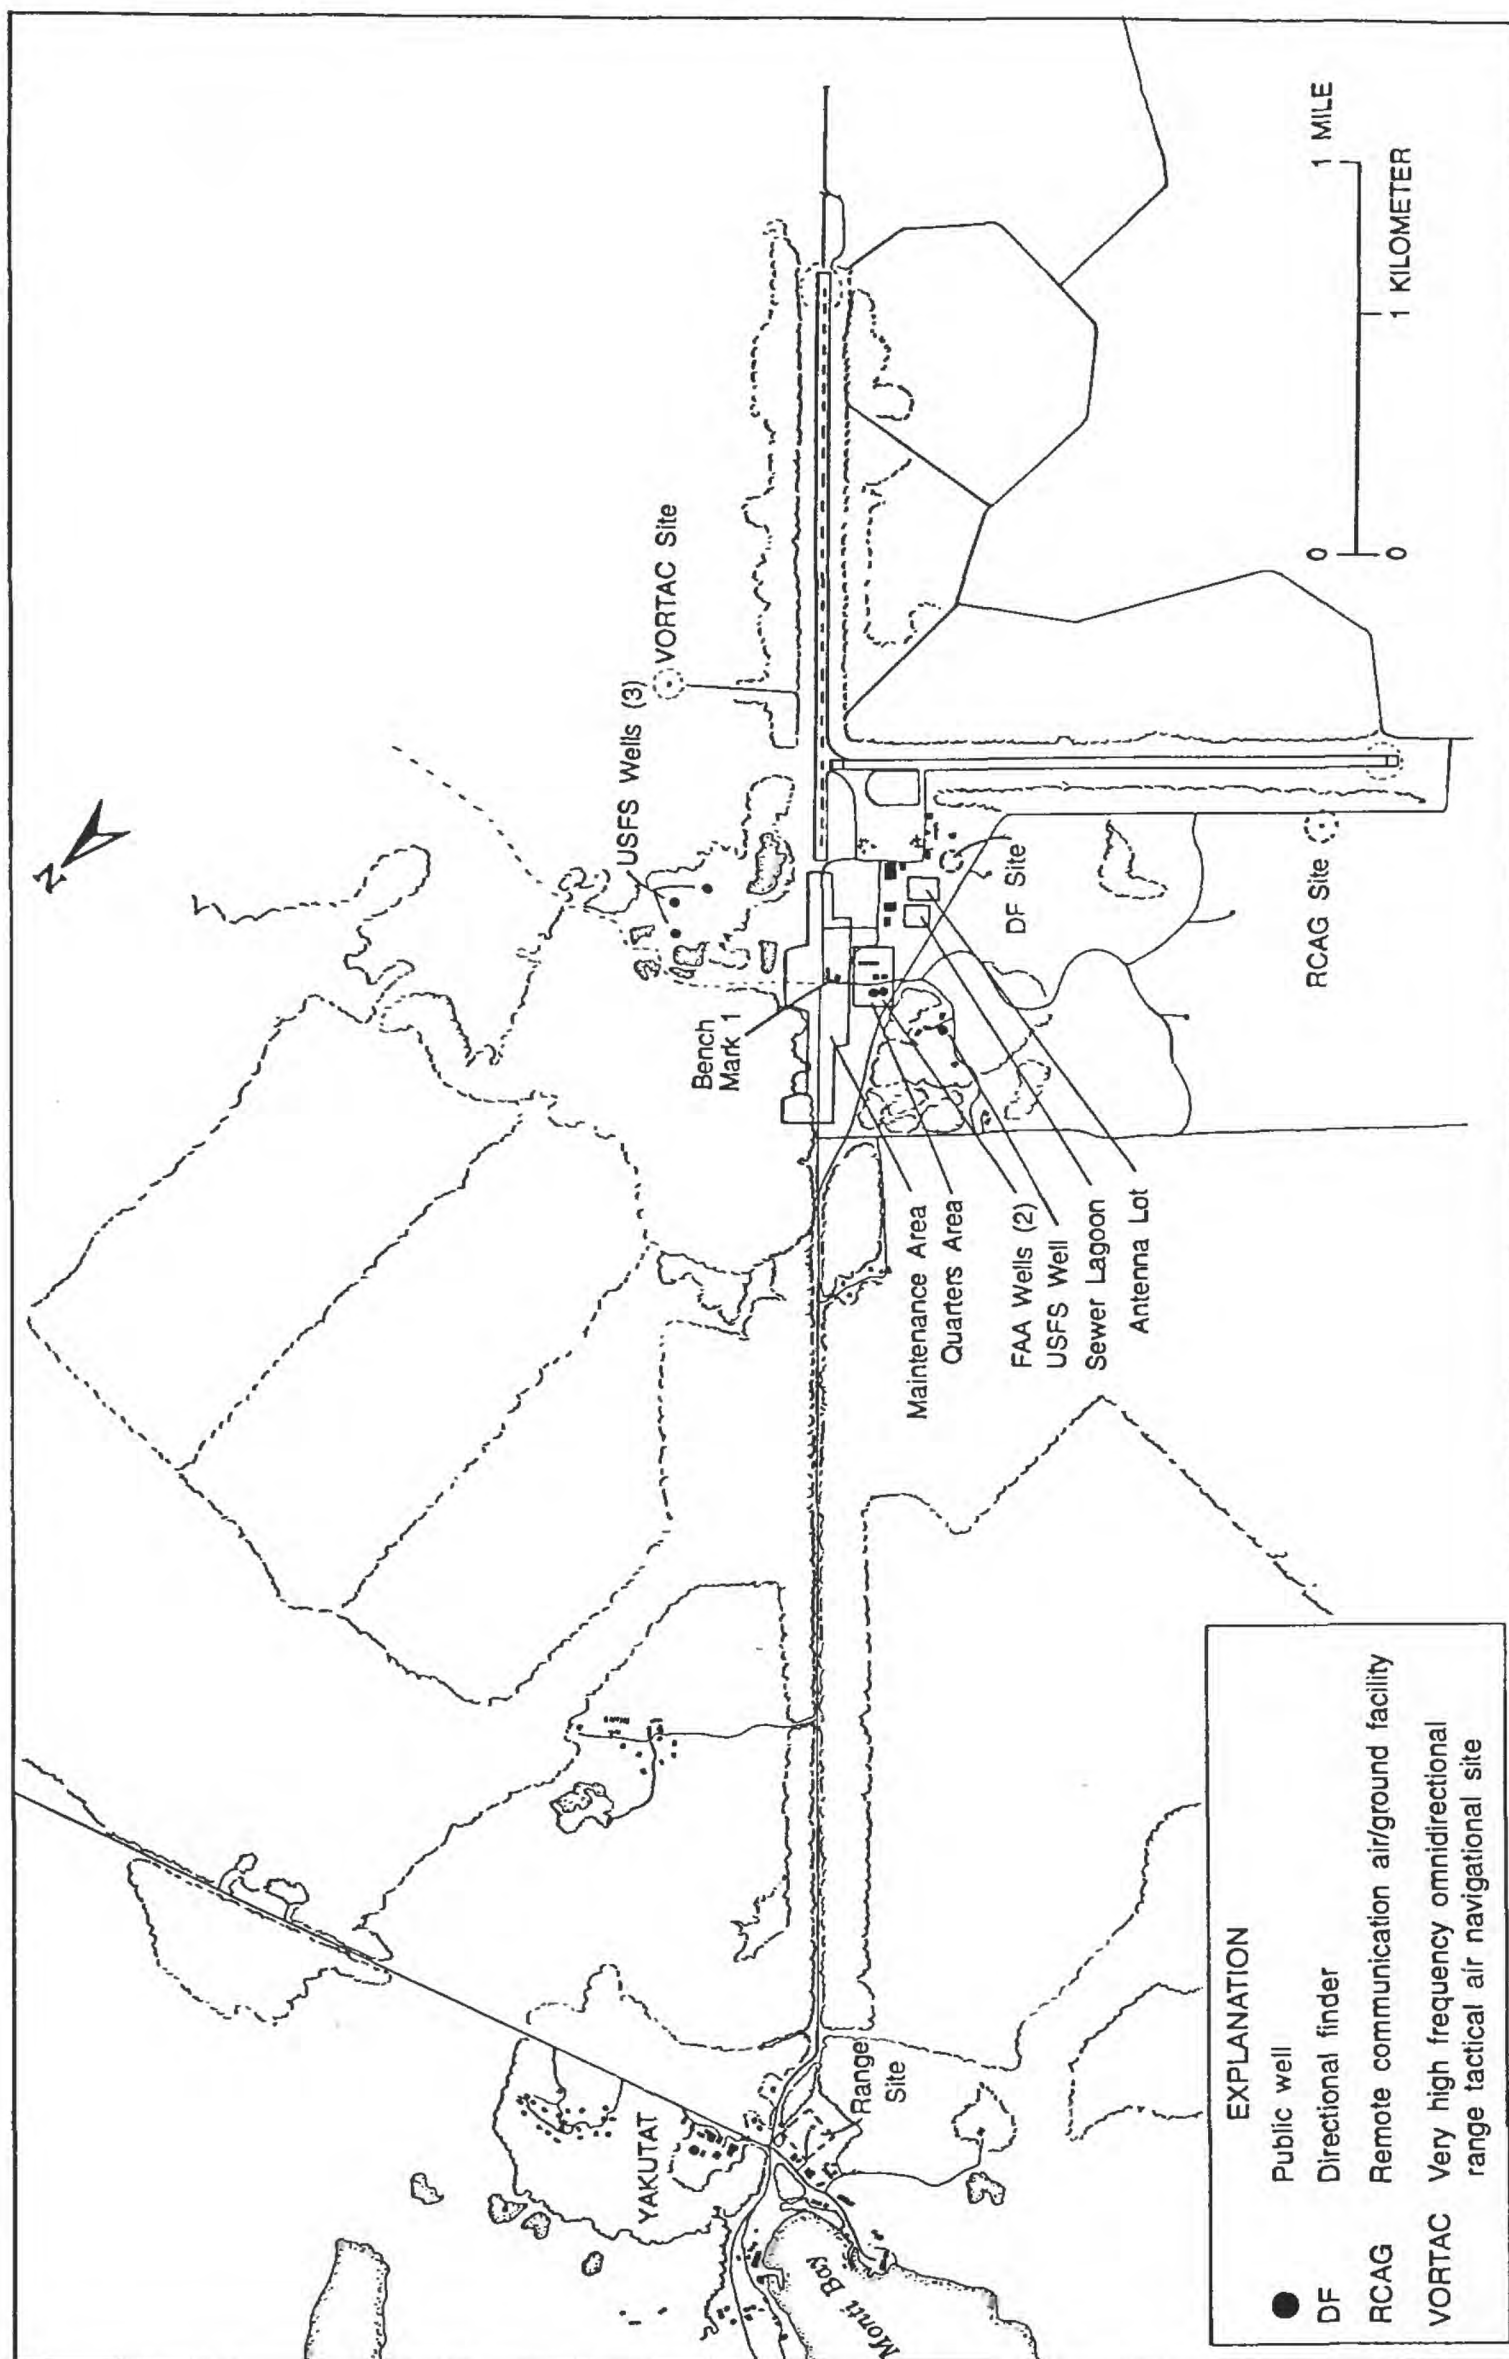 N
USFS Wells (3)
VORTAC Site
Bench
Mark 1
DF Site
RCAG Site
Maintenance Area
Quarters Area
FAA Wells (2)
USFS Well
Sewer Lagoon
Antenna Lot
YAKUTAT
Range
Site
Monti Bay
0
1 MILE
0
1 KILOMETER
EXPLANATION
Public well
DF Directional finder
RCAG Remote communication air/ground facility
VORTAC Very high frequency omnidirectional
range tactical air navigational site